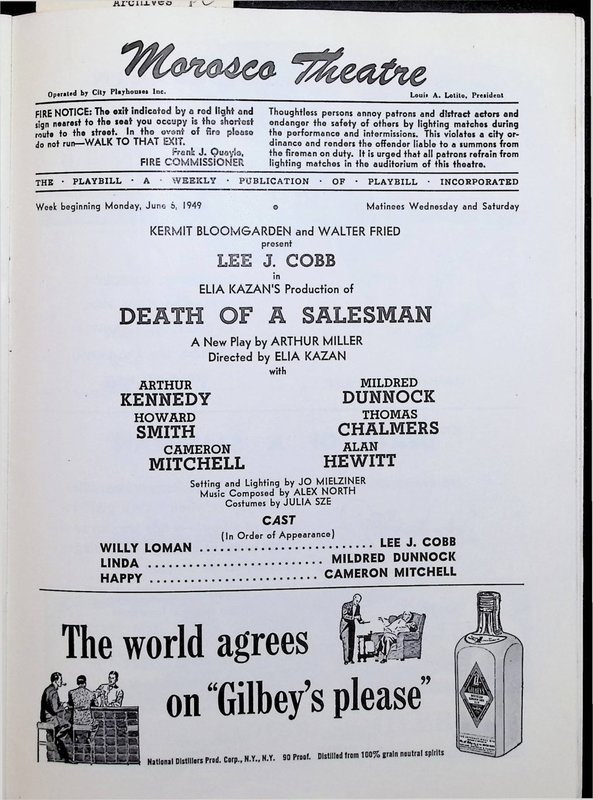 Archives PC
Morosco Theatre
Operated by City Playhouses Inc.
Louis A. Lotito, President
FIRE NOTICE: The exit indicated by a red light and
sign nearest to the seat you occupy is the shortest
route to the street. In the event of fire please
do not run—WALK TO THAT EXIT.
Frank J. Quayle,
FIRE COMMISSIONER
Thoughtless persons annoy patrons and distract actors and
endanger the safety of others by lighting matches during
the performance and intermissions. This violates a city or-
dinance and renders the offender liable to a summons from
the fireman on duty. It is urged that all patrons refrain from
lighting matches in the auditorium of this theatre.
THE · PLAYBILL · A · WEEKLY · PUBLICATION · OF · PLAYBILL · INCORPORATED
Week beginning Monday, June 6, 1949
Matinees Wednesday and Saturday
KERMIT BLOOMGARDEN and WALTER FRIED
present
LEE J. COBB
in
ELIA KAZAN'S Production of
DEATH OF A SALESMAN
A New Play by ARTHUR MILLER
Directed by ELIA KAZAN
with
ARTHUR
KENNEDY
MILDRED
DUNNOCK
HOWARD
SMITH
THOMAS
CHALMERS
CAMERON
MITCHELL
ALAN
HEWITT
Setting and Lighting by JO MIELZINER
Music Composed by ALEX NORTH
Costumes by JULIA SZE
CAST
(In Order of Appearance)
WILLY LOMAN ........................ LEE J. COBB
LINDA ........................ MILDRED DUNNOCK
HAPPY ........................ CAMERON MITCHELL
The world agrees
on "Gilbey's please"
GILBEY'S
National Distillers Prod. Corp., N.Y., N.Y. 90 Proof. Distilled from 100% grain neutral spirits